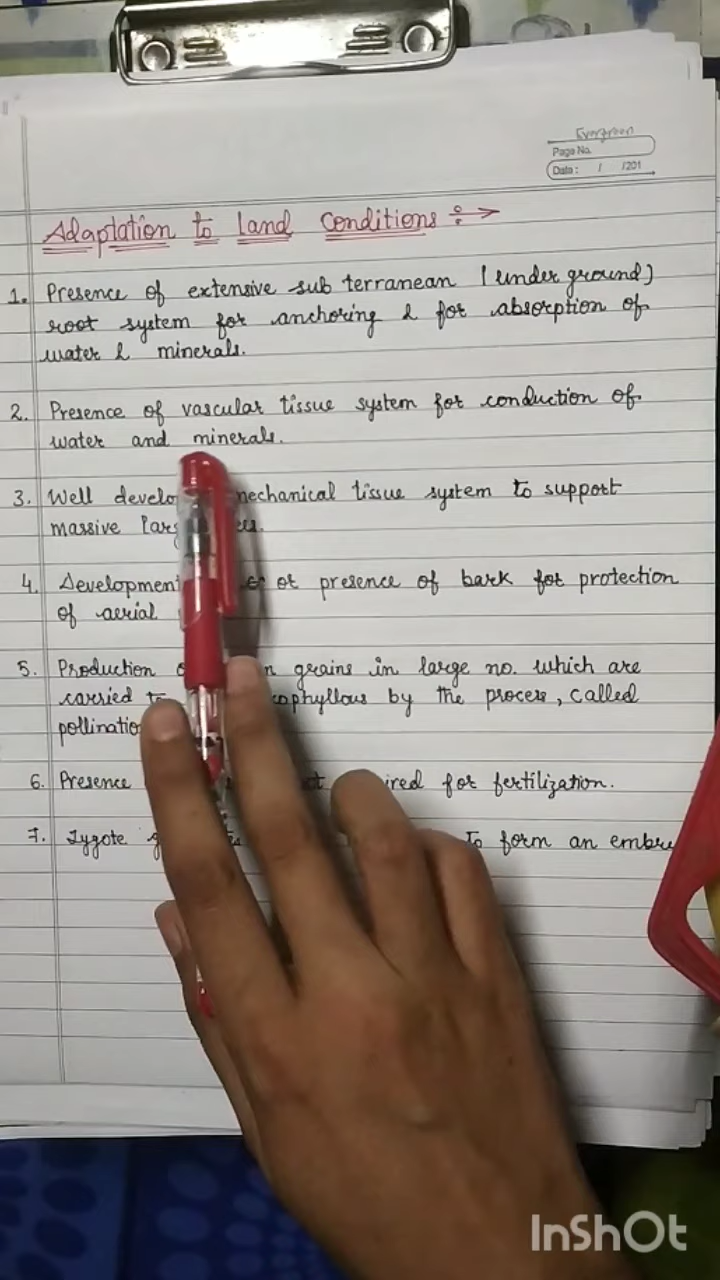 Evergreen
Page No.
Date : / /201
Adaptation to Land Conditions ÷→
1. Presence of extensive sub terranean (under ground)
root system for anchoring & for absorption of
water & minerals.
2. Presence of vascular tissue system for conduction of
water and minerals.
3. Well mechanical tissue system to support
massive
4. Development or presence of bark for protection
of aerial
5. Production grains in large no. which are
carried by the process, called
6. Presence for fertilization.
7. Zygote to form an
InShOt